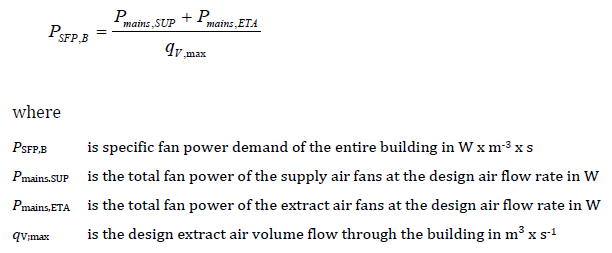 P_SFP,B = (P_mains,SUP + P_mains,ETA) / q_V,max
where
P_SFP,B is specific fan power demand of the entire building in W x m⁻³ x s
P_mains.SUP is the total fan power of the supply air fans at the design air flow rate in W
P_mains,ETA is the total fan power of the extract air fans at the design air flow rate in W
q_V;max is the design extract air volume flow through the building in m³ x s⁻¹